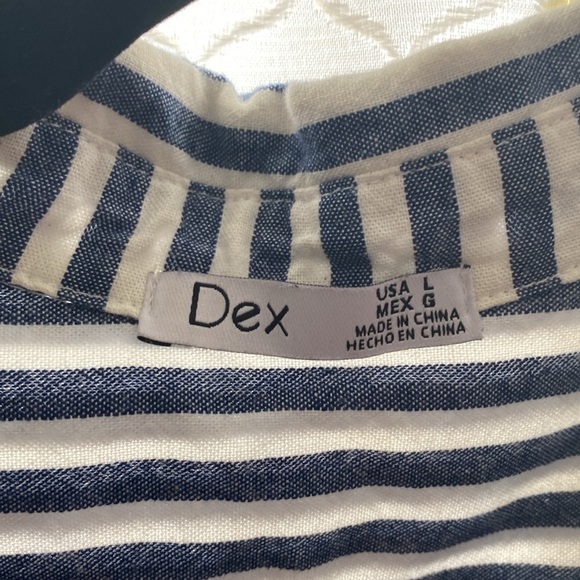 Dex
USA L
MEX G
MADE IN CHINA
HECHO EN CHINA